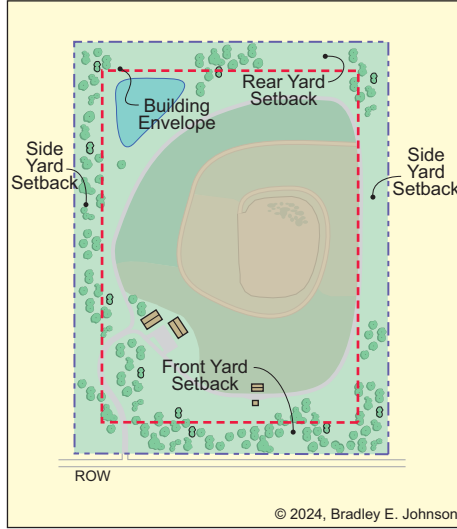 Rear Yard
Setback
Building
Envelope
Side
Yard
Setback
Side
Yard
Setback
Front Yard
Setback
ROW
© 2024, Bradley E. Johnson